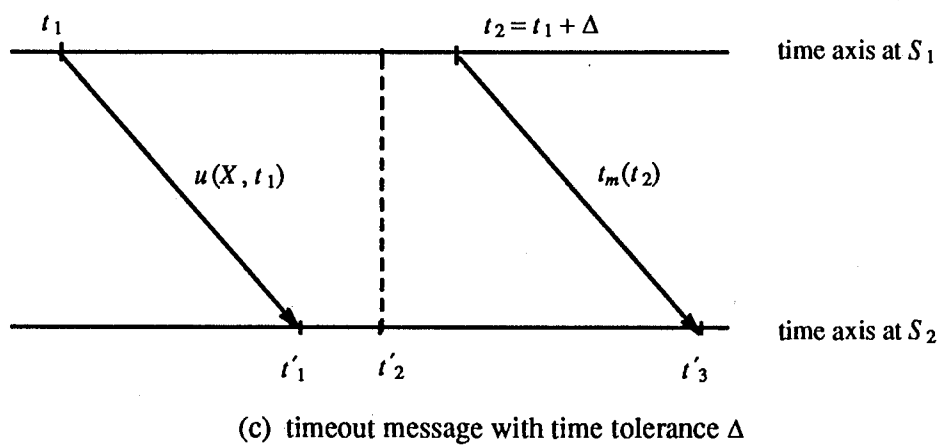 t₁ t₂ = t₁ + Δ
time axis at S₁
u(X, t₁) tₘ(t₂)
time axis at S₂
t'₁ t'₂ t'₃
(c) timeout message with time tolerance Δ